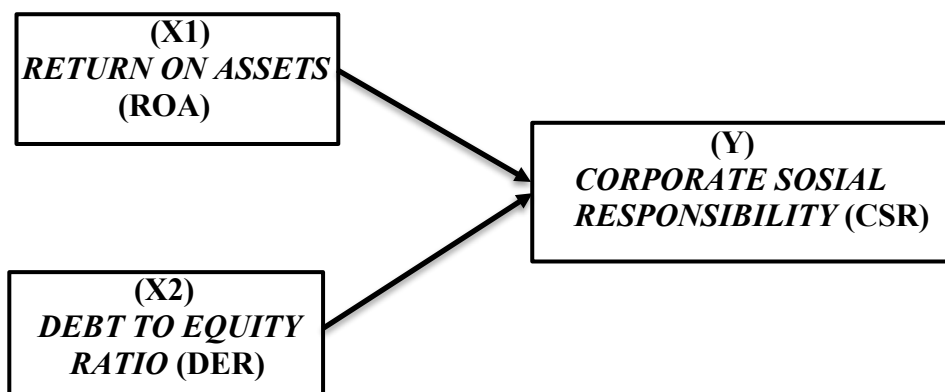 (X1)
RETURN ON ASSETS
(ROA)
(Y)
CORPORATE SOSIAL
RESPONSIBILITY (CSR)
(X2)
DEBT TO EQUITY
RATIO (DER)